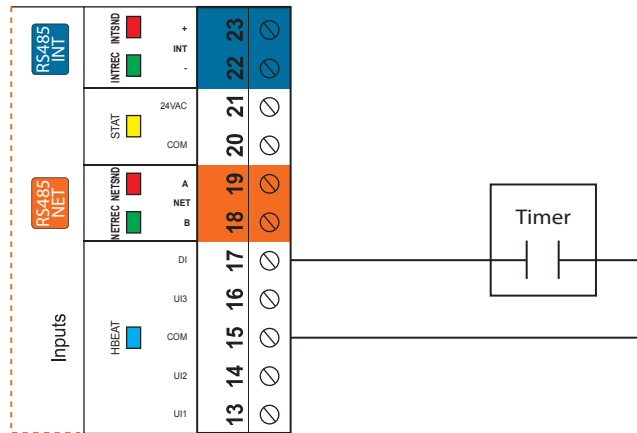 RS485
INT
INTREC INTSND
+
INT
-
23
22
STAT
24VAC
COM
21
20
RS485
NET
NETREC NETSND
A
NET
B
19
18
Inputs
HBEAT
DI
UI3
COM
UI2
UI1
17
16
15
14
13
Timer